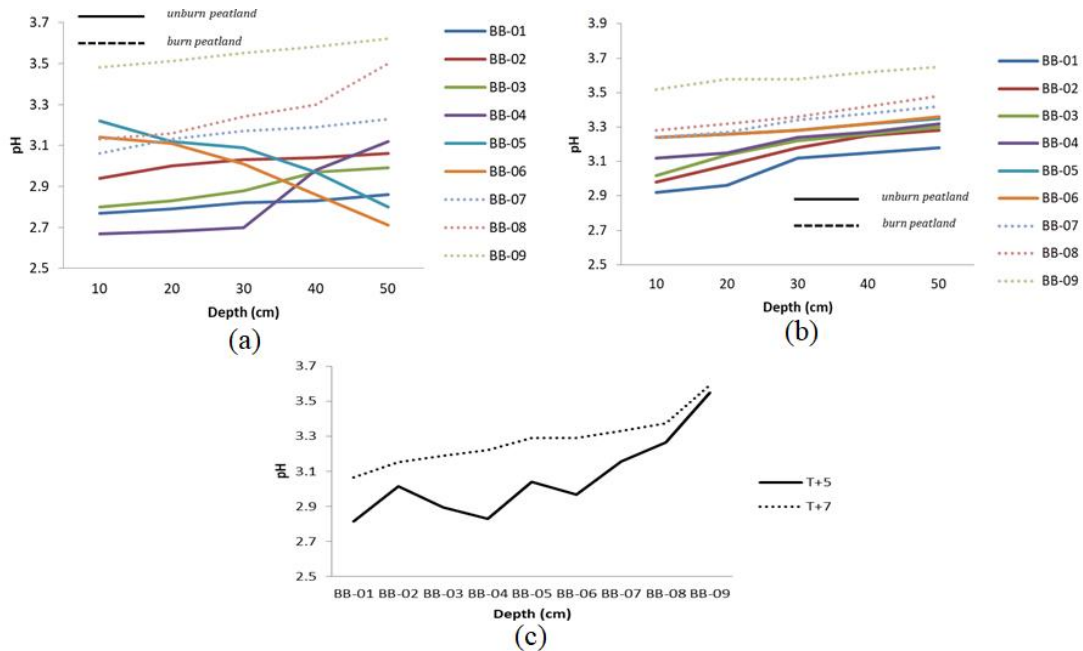 3.7
3.5
3.3
3.1
2.9
2.7
2.5
pH
10 20 30 40 50
Depth (cm)
unburn peatland
burn peatland
BB-01
BB-02
BB-03
BB-04
BB-05
BB-06
BB-07
BB-08
BB-09
(a)
3.9
3.7
3.5
3.3
3.1
2.9
2.7
2.5
pH
10 20 30 40 50
Depth (cm)
unburn peatland
burn peatland
BB-01
BB-02
BB-03
BB-04
BB-05
BB-06
BB-07
BB-08
BB-09
(b)
3.7
3.5
3.3
3.1
2.9
2.7
2.5
pH
BB-01 BB-02 BB-03 BB-04 BB-05 BB-06 BB-07 BB-08 BB-09
Depth (cm)
T+5
T+7
(c)